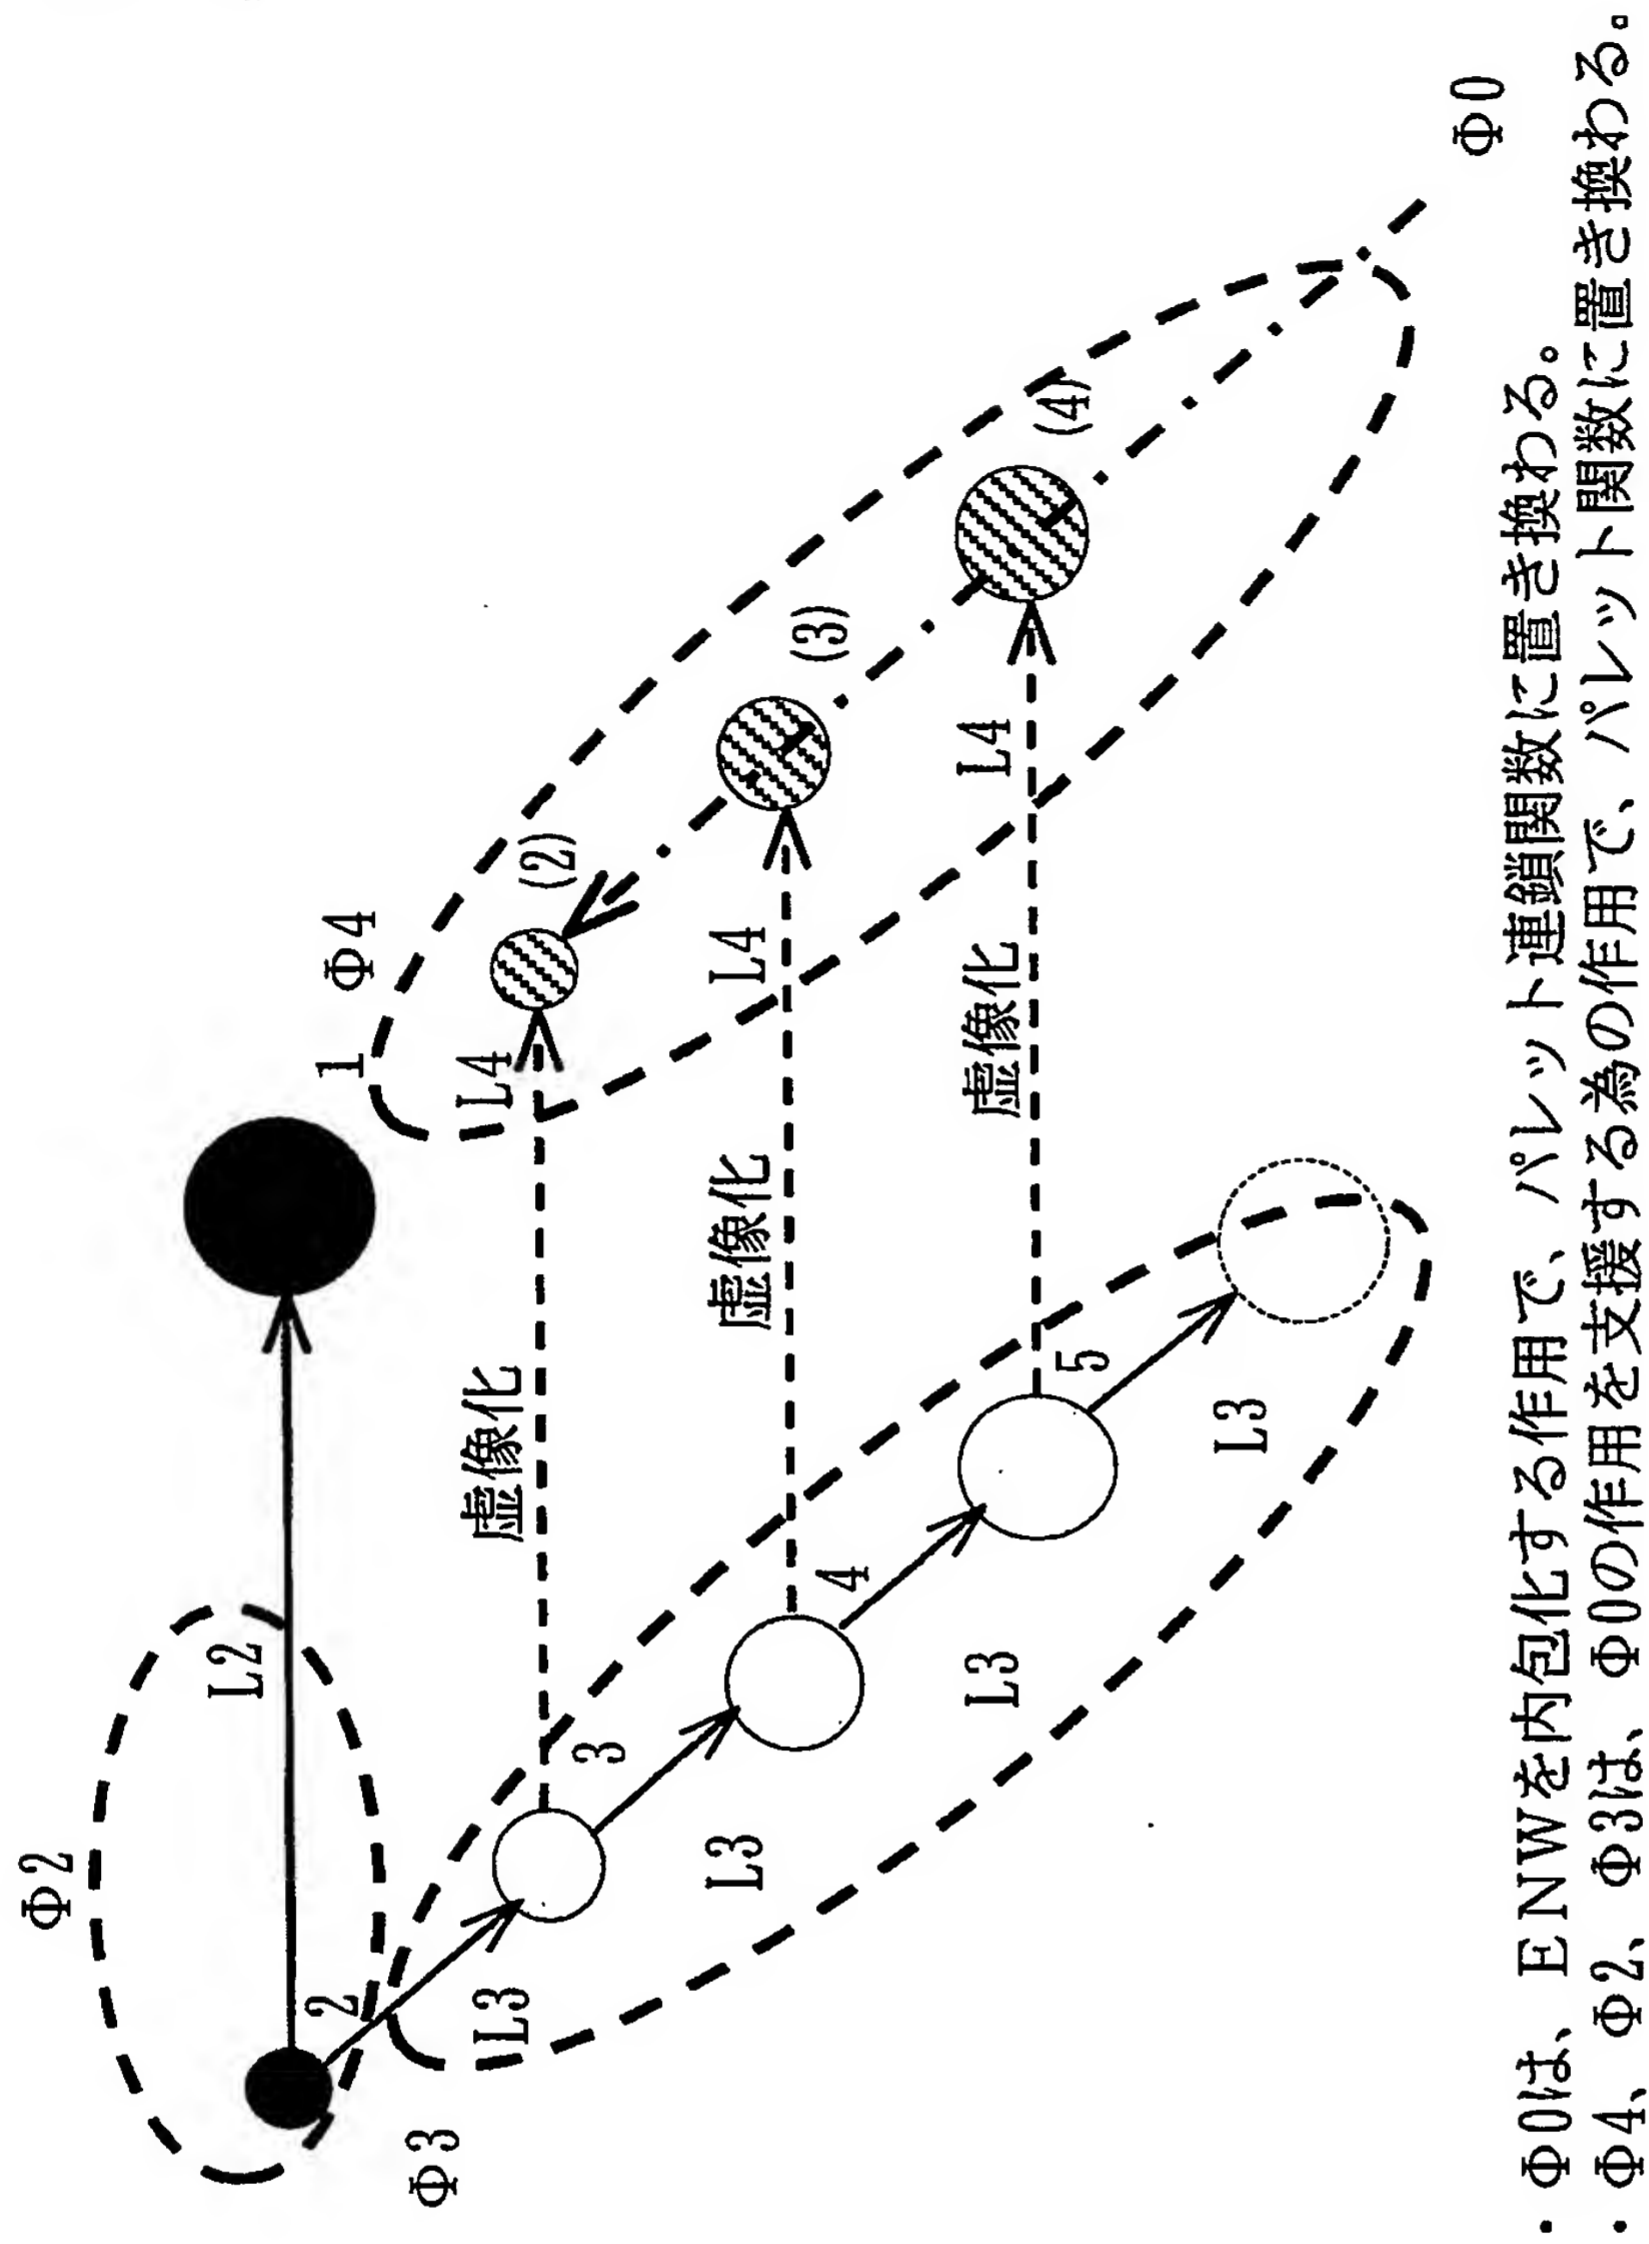 Φ2
L2
2
1
Φ4
Φ3
L3
虚像化
L4
(2)
3
L3
虚像化
L4
(3)
4
L3
虚像化
L4
(4)
5
L3
Φ0
・Φ0は、ENWを内包化する作用で、パレット連鎖関数に置き換わる。
・Φ4、Φ2、Φ3は、Φ0の作用を支援する為の作用で、パレット関数に置き換わる。